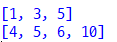 [1, 3, 5]
[4, 5, 6, 10]